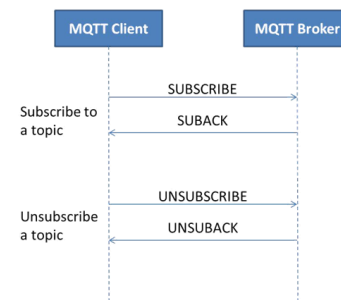 MQTT Client
MQTT Broker
SUBSCRIBE
Subscribe to
a topic
SUBACK
UNSUBSCRIBE
Unsubscribe
a topic
UNSUBACK